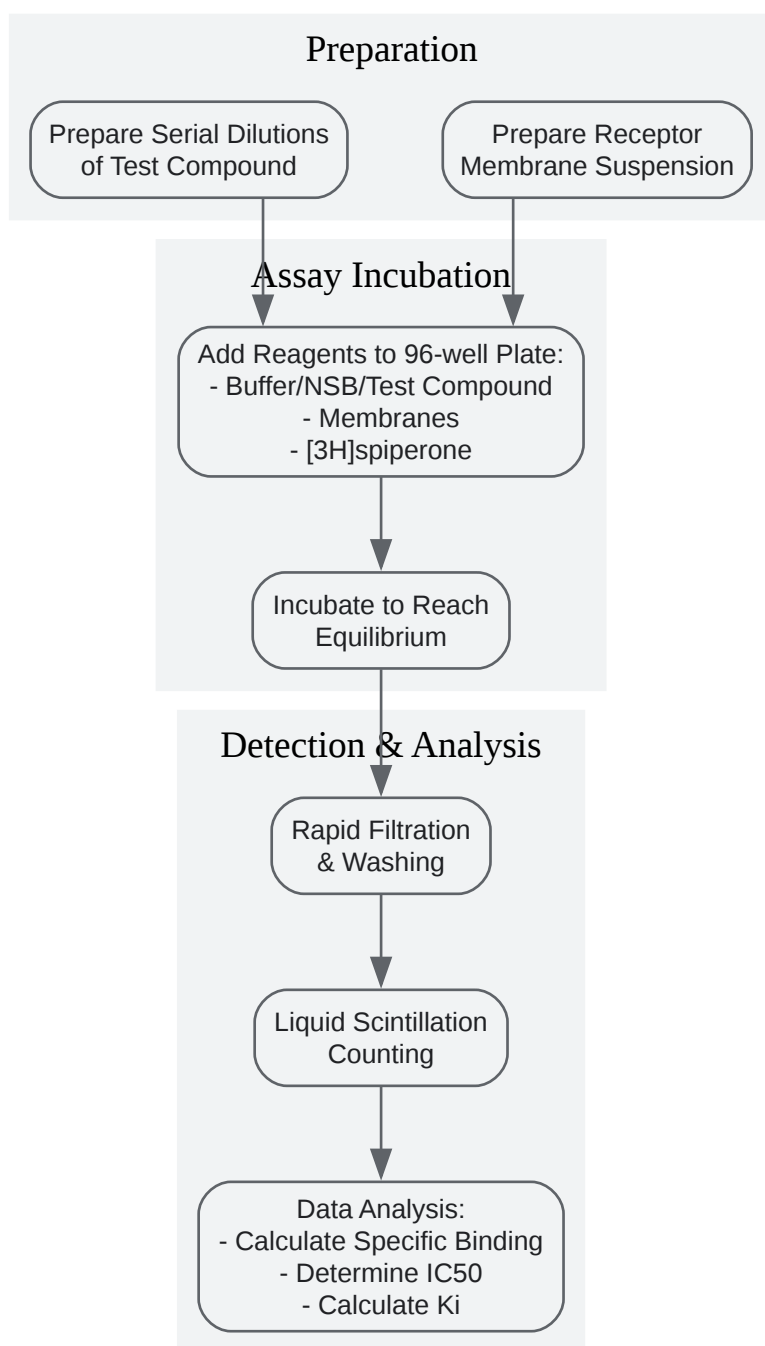 Preparation
Prepare Serial Dilutions
of Test Compound
Prepare Receptor
Membrane Suspension
Assay Incubation
Add Reagents to 96-well Plate:
- Buffer/NSB/Test Compound
- Membranes
- [3H]spiperone
Incubate to Reach
Equilibrium
Detection & Analysis
Rapid Filtration
& Washing
Liquid Scintillation
Counting
Data Analysis:
- Calculate Specific Binding
- Determine IC50
- Calculate Ki